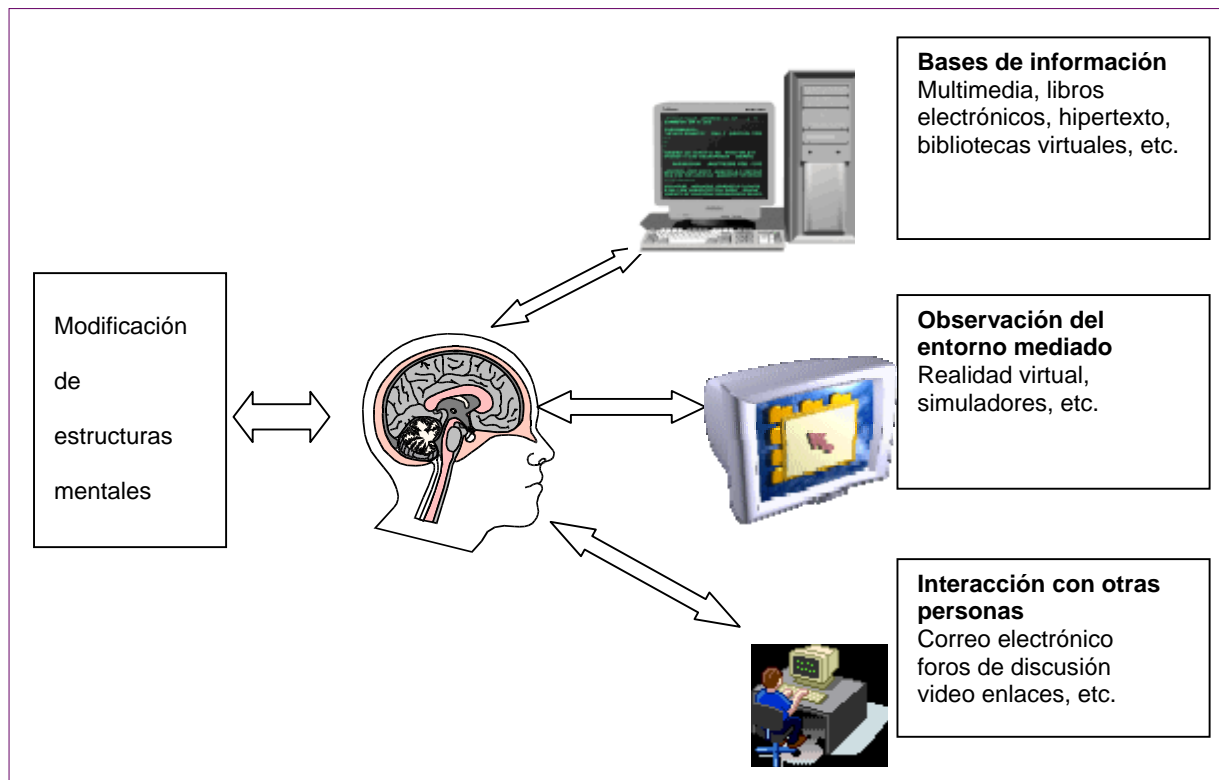 Modificación
de
estructuras
mentales
Bases de información
Multimedia, libros
electrónicos, hipertexto,
bibliotecas virtuales, etc.
Observación del
entorno mediado
Realidad virtual,
simuladores, etc.
Interacción con otras
personas
Correo electrónico
foros de discusión
video enlaces, etc.